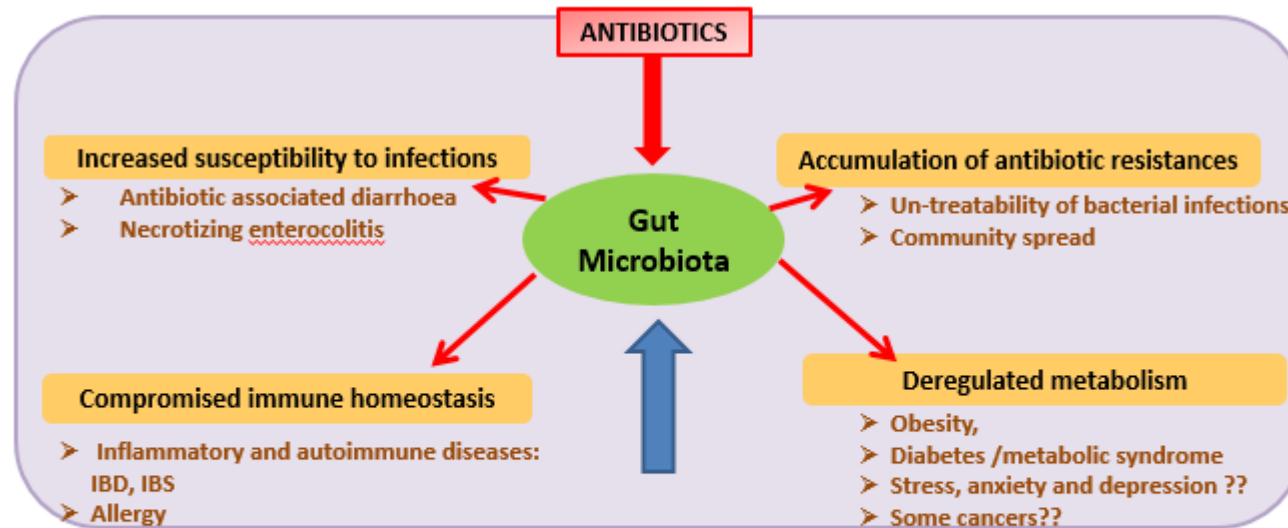 ANTIBIOTICS
Increased susceptibility to infections
➢ Antibiotic associated diarrhoea
➢ Necrotizing enterocolitis
Accumulation of antibiotic resistances
➢ Un-treatability of bacterial infections
➢ Community spread
Gut
Microbiota
Compromised immune homeostasis
➢ Inflammatory and autoimmune diseases:
IBD, IBS
➢ Allergy
Deregulated metabolism
➢ Obesity,
➢ Diabetes /metabolic syndrome
➢ Stress, anxiety and depression ??
➢ Some cancers??